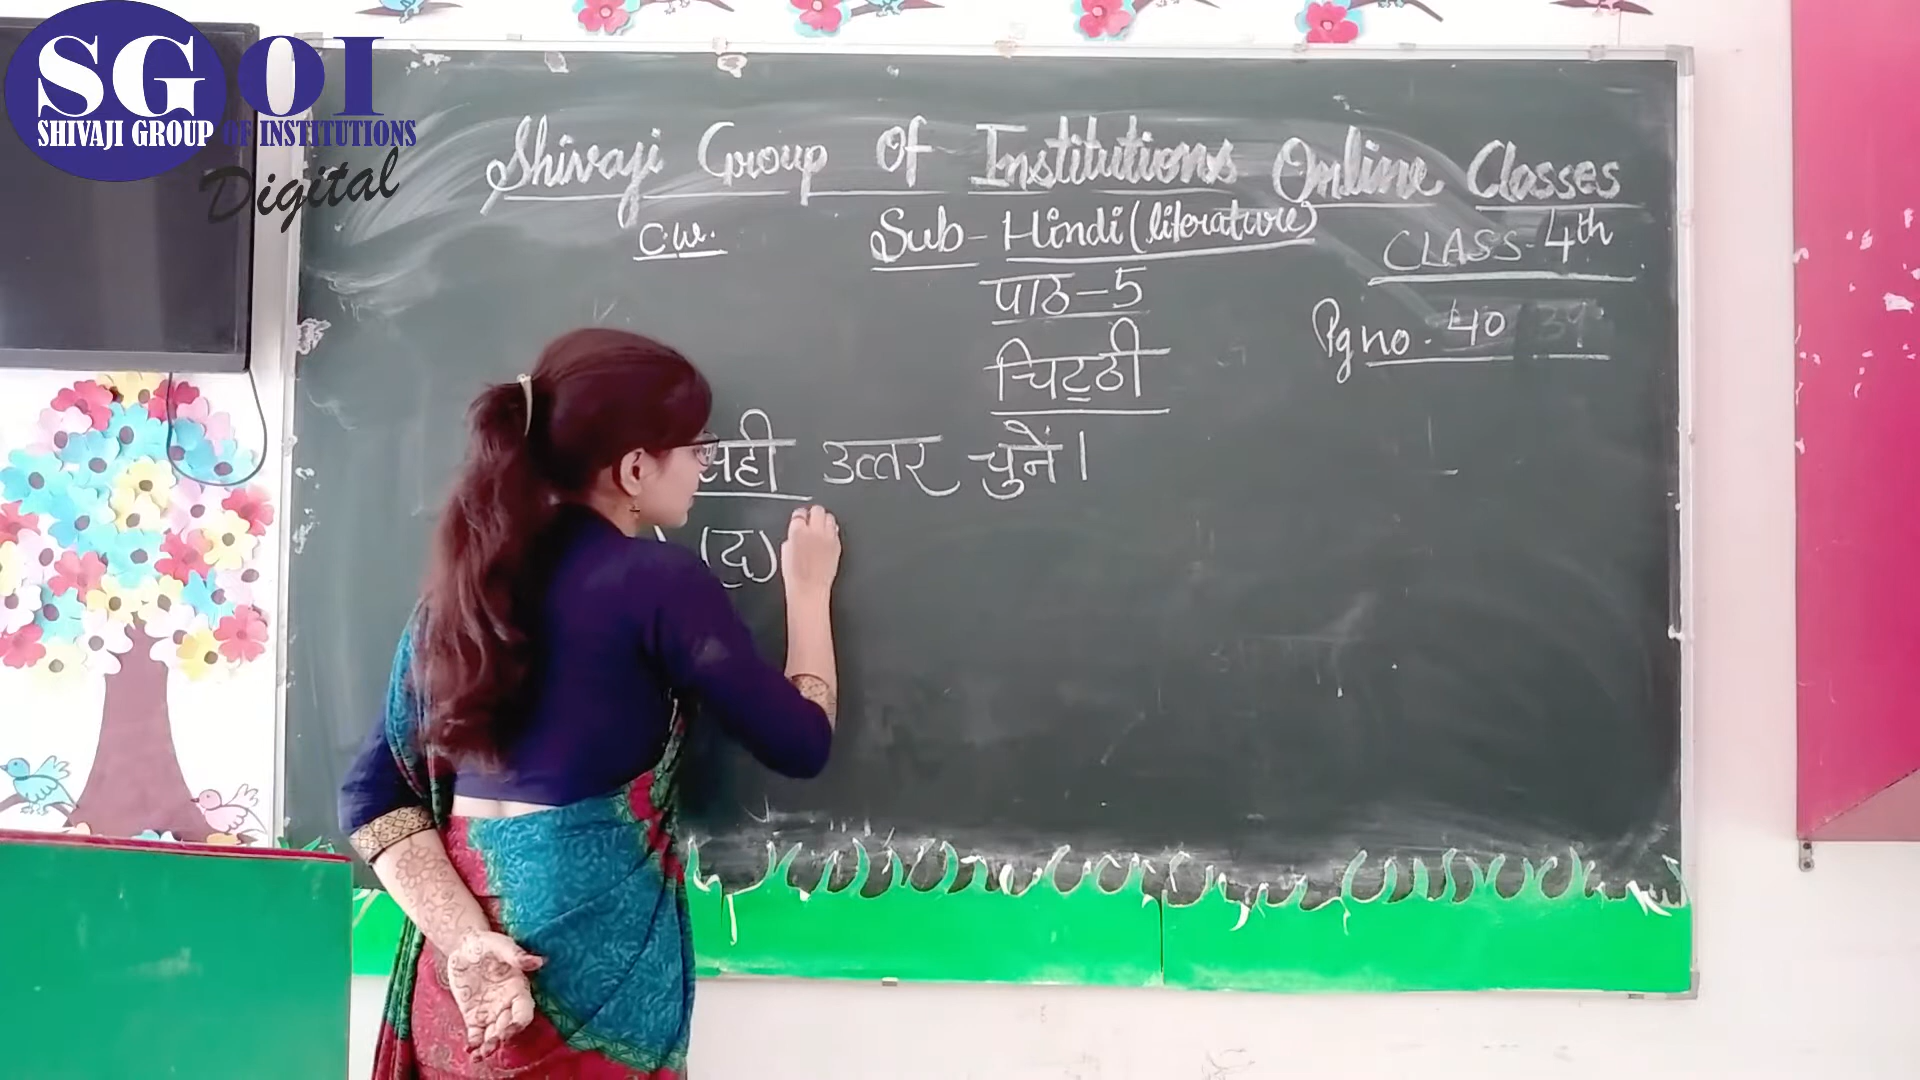 SGOI
SHIVAJI GROUP OF INSTITUTIONS
Digital
Shivaji Group Of Institutions Online Classes
C.W. Sub- Hindi (literature) CLASS-4th
पाठ-5
Pg no. 40 39
चिट्ठी
सही उत्तर चुनें।
(द)